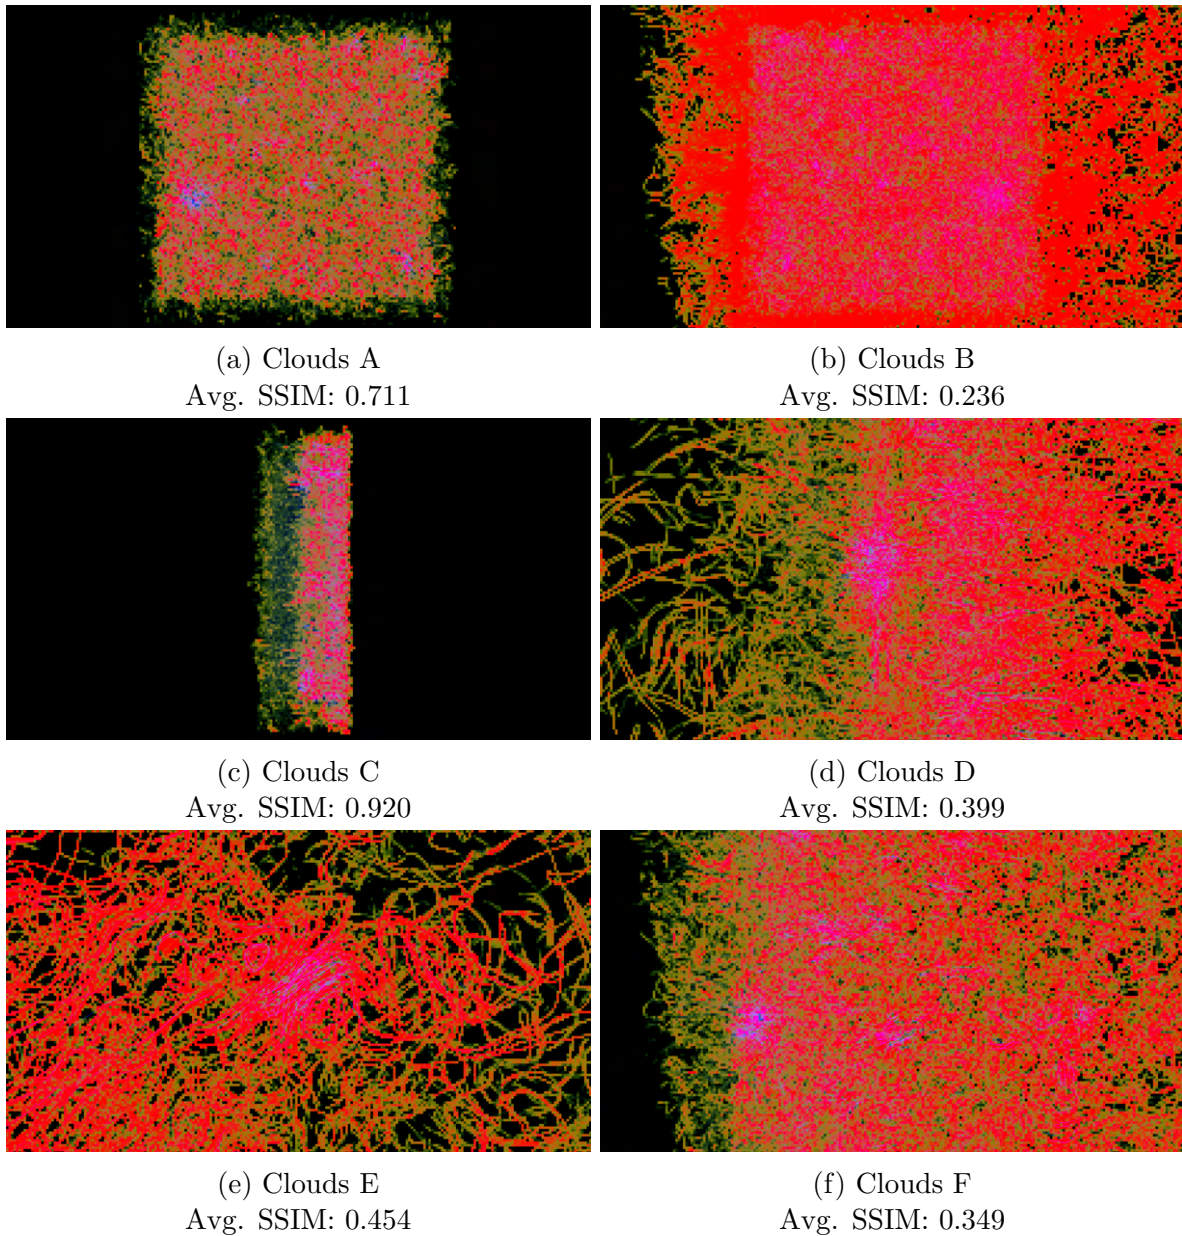 (a) Clouds A
Avg. SSIM: 0.711
(b) Clouds B
Avg. SSIM: 0.236
(c) Clouds C
Avg. SSIM: 0.920
(d) Clouds D
Avg. SSIM: 0.399
(e) Clouds E
Avg. SSIM: 0.454
(f) Clouds F
Avg. SSIM: 0.349